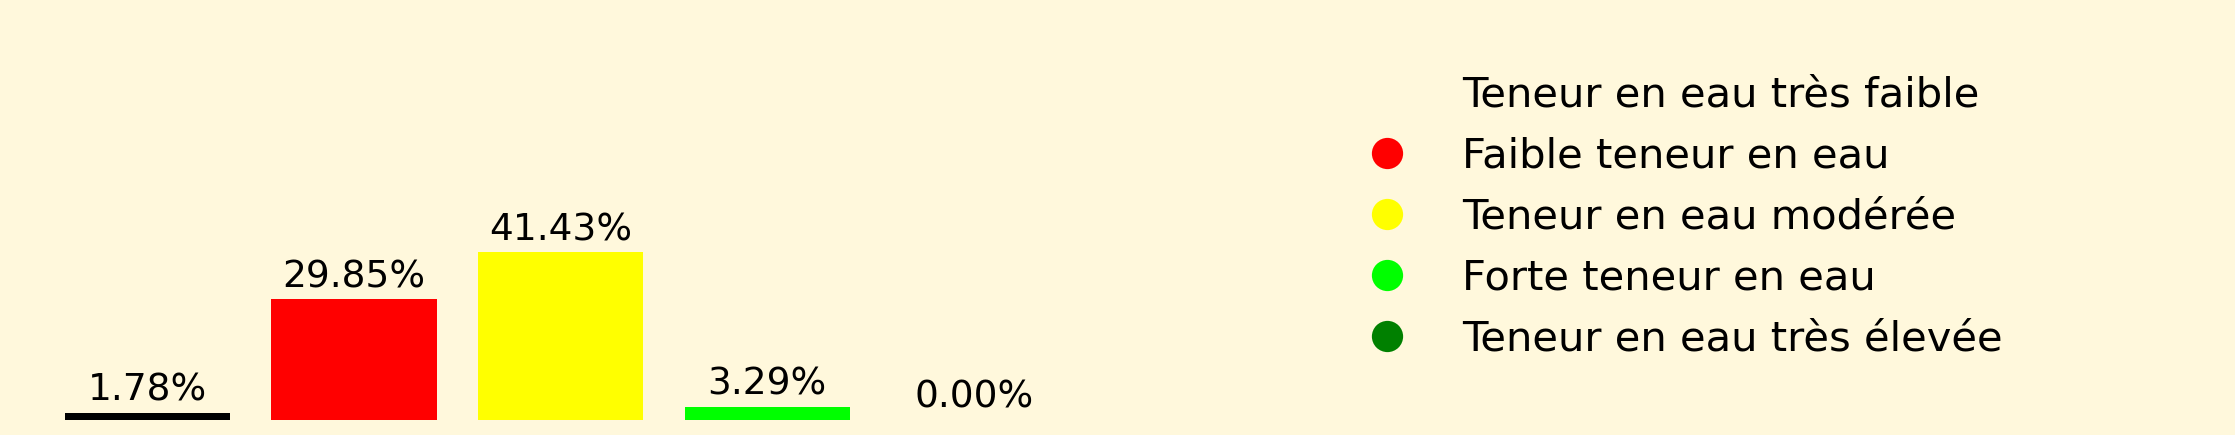 1.78%
29.85%
41.43%
3.29%
0.00%
Teneur en eau très faible
Faible teneur en eau
Teneur en eau modérée
Forte teneur en eau
Teneur en eau très élevée